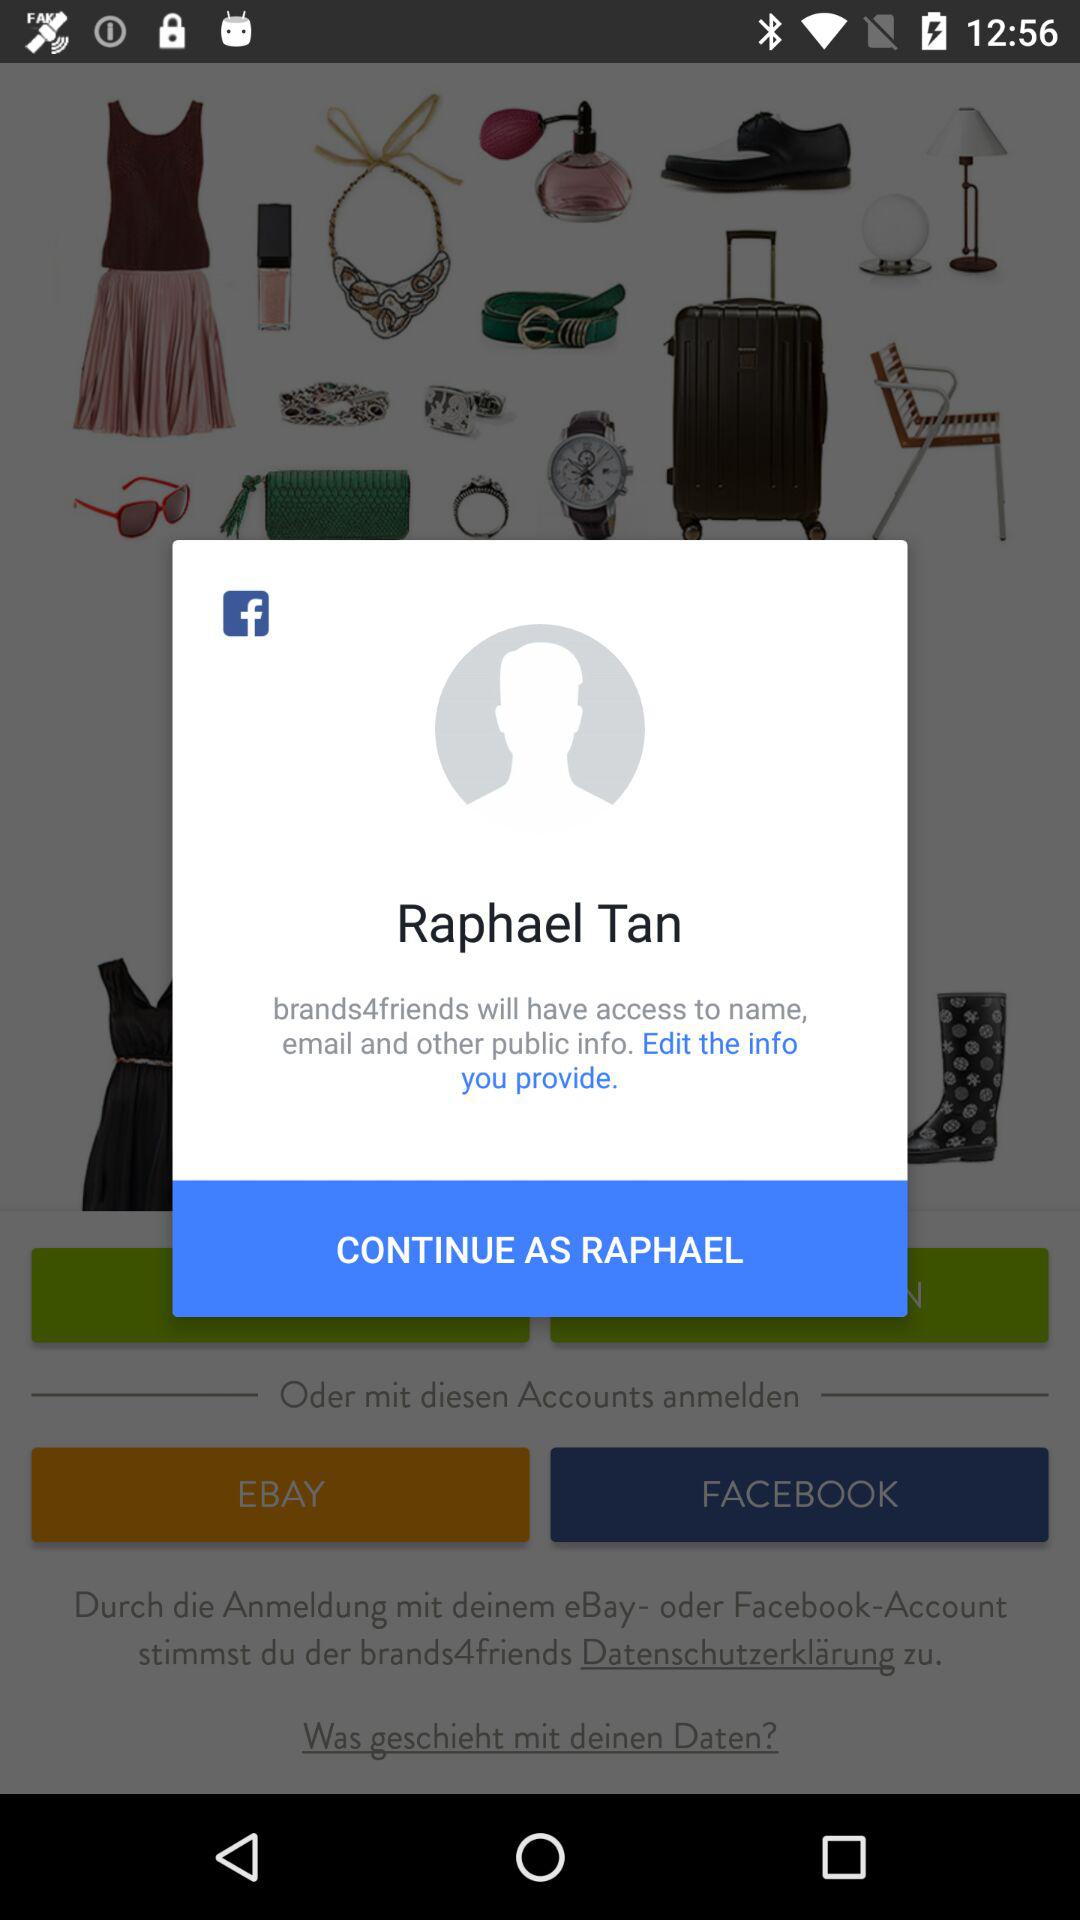 FAKE
12:56
Raphael Tan
brands4friends will have access to name,
email and other public info. Edit the info
you provide.
CONTINUE AS RAPHAEL
Oder mit diesen Accounts anmelden
EBAY
FACEBOOK
Durch die Anmeldung mit deinem eBay- oder Facebook-Account
stimmst du der brands4friends Datenschutzerklärung zu.
Was geschieht mit deinen Daten?